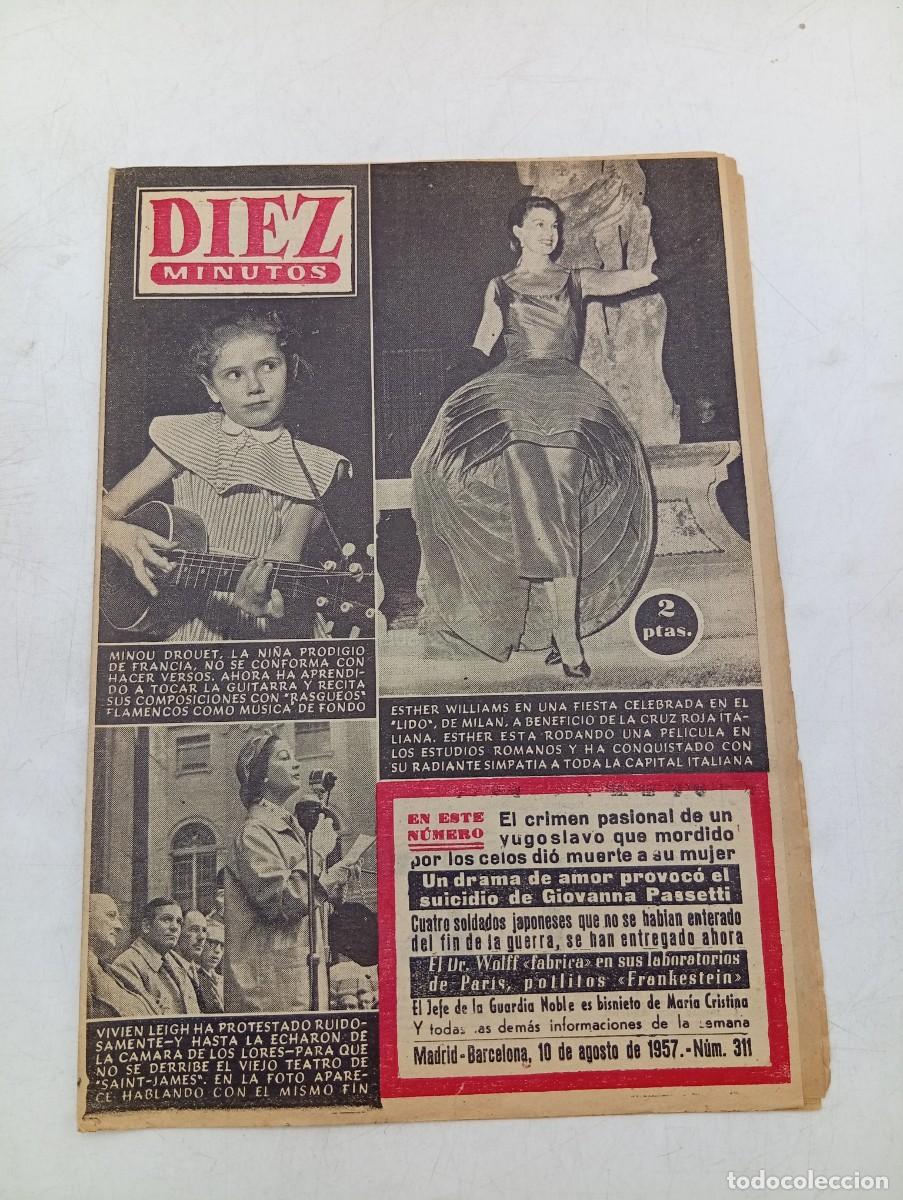 DIEZ
MINUTOS
MINOU DROUET, LA NIÑA PRODIGIO
DE FRANCIA, NO SE CONFORMA CON
HACER VERSOS. AHORA HA APRENDI-
DO A TOCAR LA GUITARRA Y RECITA
SUS COMPOSICIONES CON "RASGUEOS"
FLAMENCOS COMO MUSICA DE FONDO
2
ptas.
ESTHER WILLIAMS EN UNA FIESTA CELEBRADA EN EL
"LIDO", DE MILAN, A BENEFICIO DE LA CRUZ ROJA ITA-
LIANA. ESTHER ESTA RODANDO UNA PELICULA EN
LOS ESTUDIOS ROMANOS Y HA CONQUISTADO CON
SU RADIANTE SIMPATIA A TODA LA CAPITAL ITALIANA
VIVIEN LEIGH HA PROTESTADO RUIDO-
SAMENTE-Y HASTA LA ECHARON DE
LA CAMARA DE LOS LORES-PARA QUE
NO SE DERRIBE EL VIEJO TEATRO DE
"SAINT-JAMES". EN LA FOTO APARE-
CE HABLANDO CON EL MISMO FIN
EN ESTE
NÚMERO
El crimen pasional de un
yugoslavo que mordido
por los celos dió muerte a su mujer
Un drama de amor provocó el
suicidio de Giovanna Passetti
Cuatro soldados japoneses que no se habían enterado
del fin de la guerra, se han entregado ahora
El Dr. Wolff «fabrica» en sus laboratorios
de París, pollitos «Frankestein»
El Jefe de la Guardia Noble es bisnieto de María Cristina
Y todas las demás informaciones de la semana
Madrid-Barcelona, 10 de agosto de 1957.-Núm. 311
todocoleccion